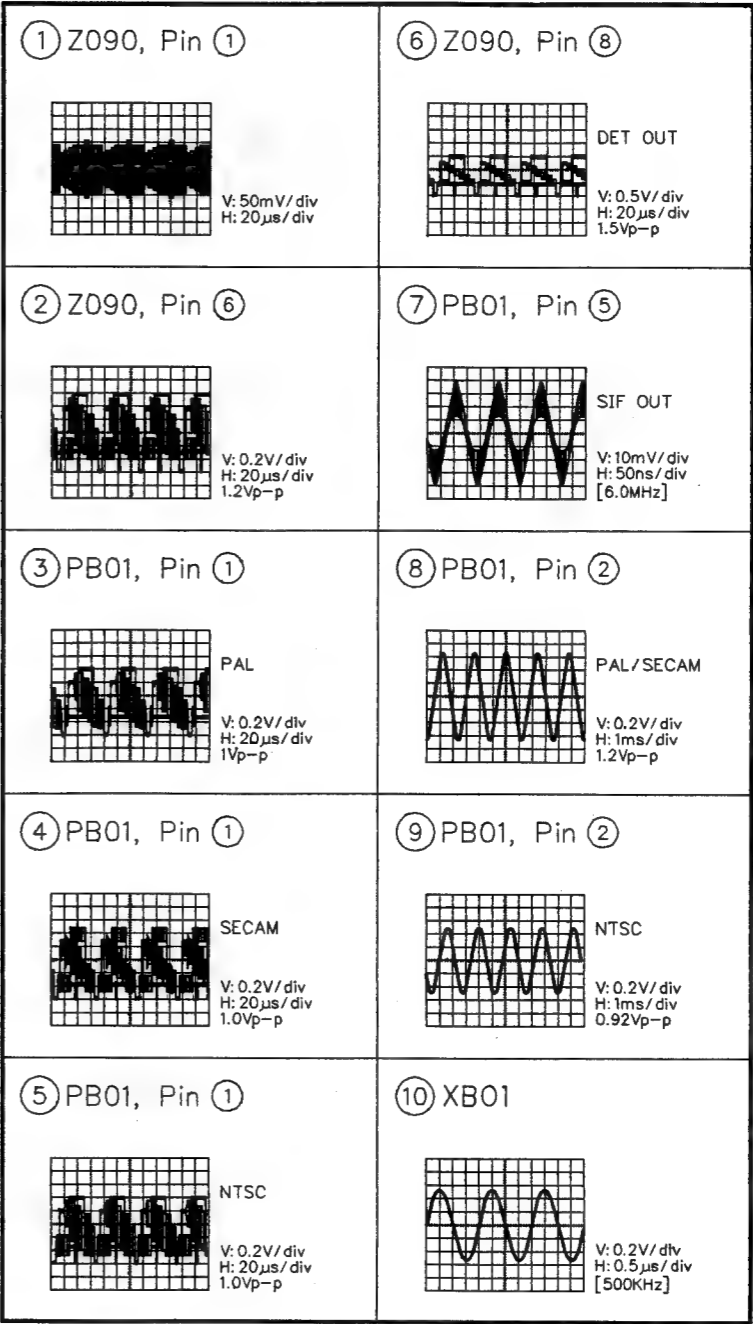 ① Z090, Pin ①
V: 50mV/div
H: 20µs/div
② Z090, Pin ⑥
V: 0.2V/div
H: 20µs/div
1.2Vp-p
③ PB01, Pin ①
PAL
V: 0.2V/div
H: 20µs/div
1Vp-p
④ PB01, Pin ①
SECAM
V: 0.2V/div
H: 20µs/div
1.0Vp-p
⑤ PB01, Pin ①
NTSC
V: 0.2V/div
H: 20µs/div
1.0Vp-p
⑥ Z090, Pin ⑧
DET OUT
V: 0.5V/div
H: 20µs/div
1.5Vp-p
⑦ PB01, Pin ⑤
SIF OUT
V: 10mV/div
H: 50ns/div
[6.0MHz]
⑧ PB01, Pin ②
PAL/SECAM
V: 0.2V/div
H: 1ms/div
1.2Vp-p
⑨ PB01, Pin ②
NTSC
V: 0.2V/div
H: 1ms/div
0.92Vp-p
⑩ XB01
V: 0.2V/div
H: 0.5µs/div
[500KHz]